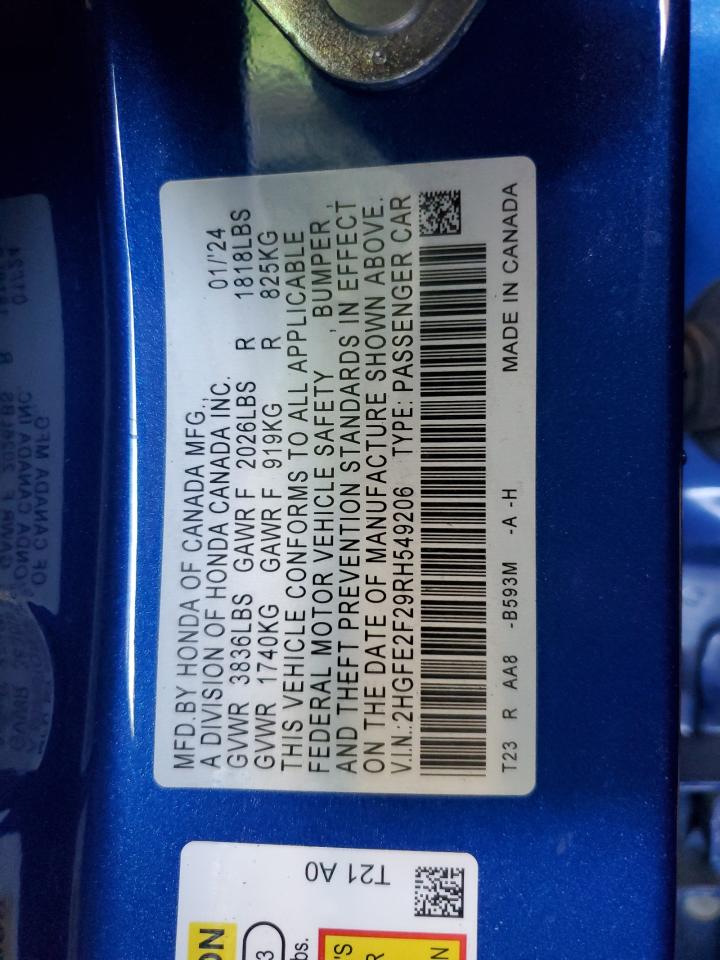 MFD.BY HONDA OF CANADA MFG.,
A DIVISION OF HONDA CANADA INC. 01/'24
GVWR 3836LBS GAWR F 2026LBS R 1818LBS
GVWR 1740KG GAWR F 919KG R 825KG
THIS VEHICLE CONFORMS TO ALL APPLICABLE
FEDERAL MOTOR VEHICLE SAFETY, BUMPER,
AND THEFT PREVENTION STANDARDS IN EFFECT
ON THE DATE OF MANUFACTURE SHOWN ABOVE.
V.I.N.:2HGFE2F29RH549206 TYPE: PASSENGER CAR
T23 R AA8 -B593M -A -H MADE IN CANADA
T21 A0
ON
3
bs.
'S
R
N